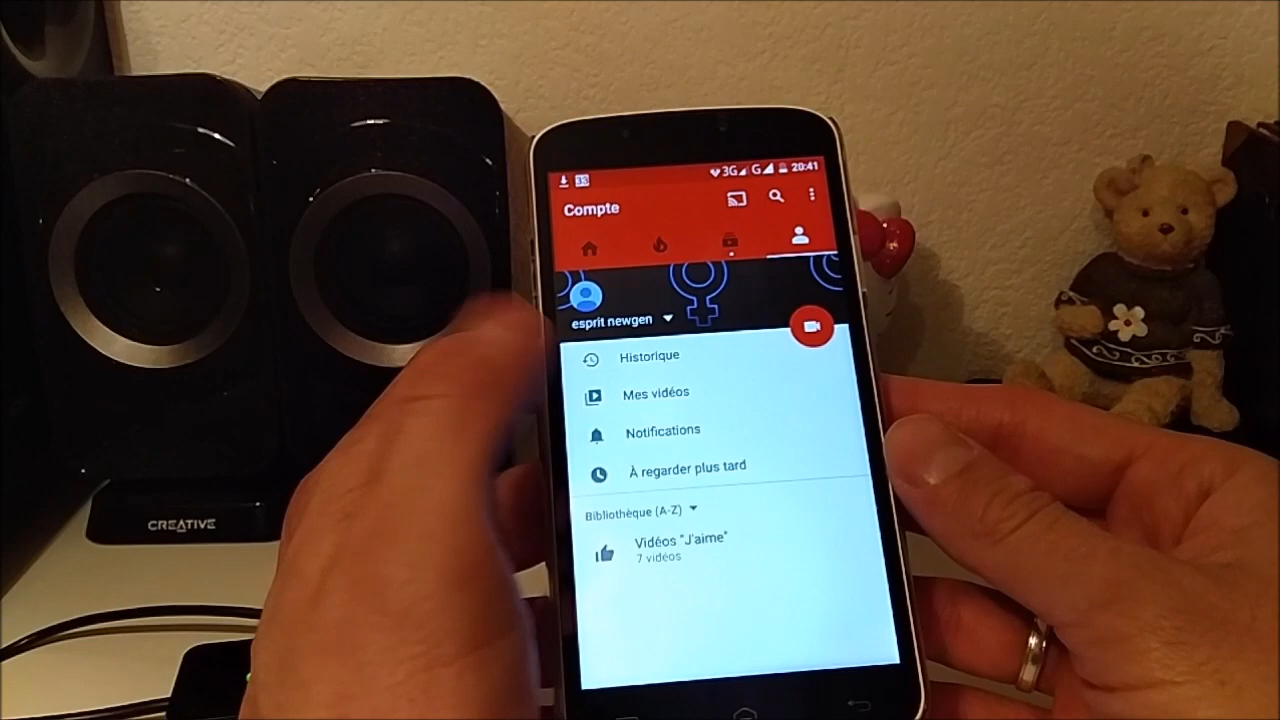 33 3G G 20:41
Compte
esprit newgen
Historique
Mes vidéos
Notifications
À regarder plus tard
Bibliothèque (A-Z)
Vidéos "J'aime"
7 vidéos
CREATIVE